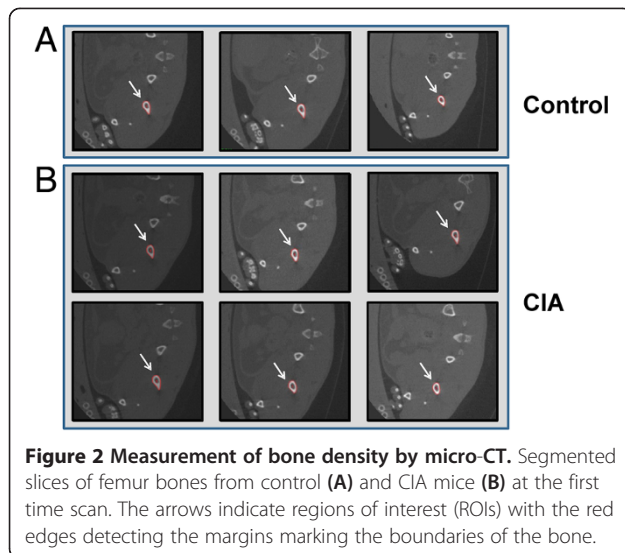 A
Control
B
CIA
Figure 2 Measurement of bone density by micro-CT. Segmented
slices of femur bones from control (A) and CIA mice (B) at the first
time scan. The arrows indicate regions of interest (ROIs) with the red
edges detecting the margins marking the boundaries of the bone.